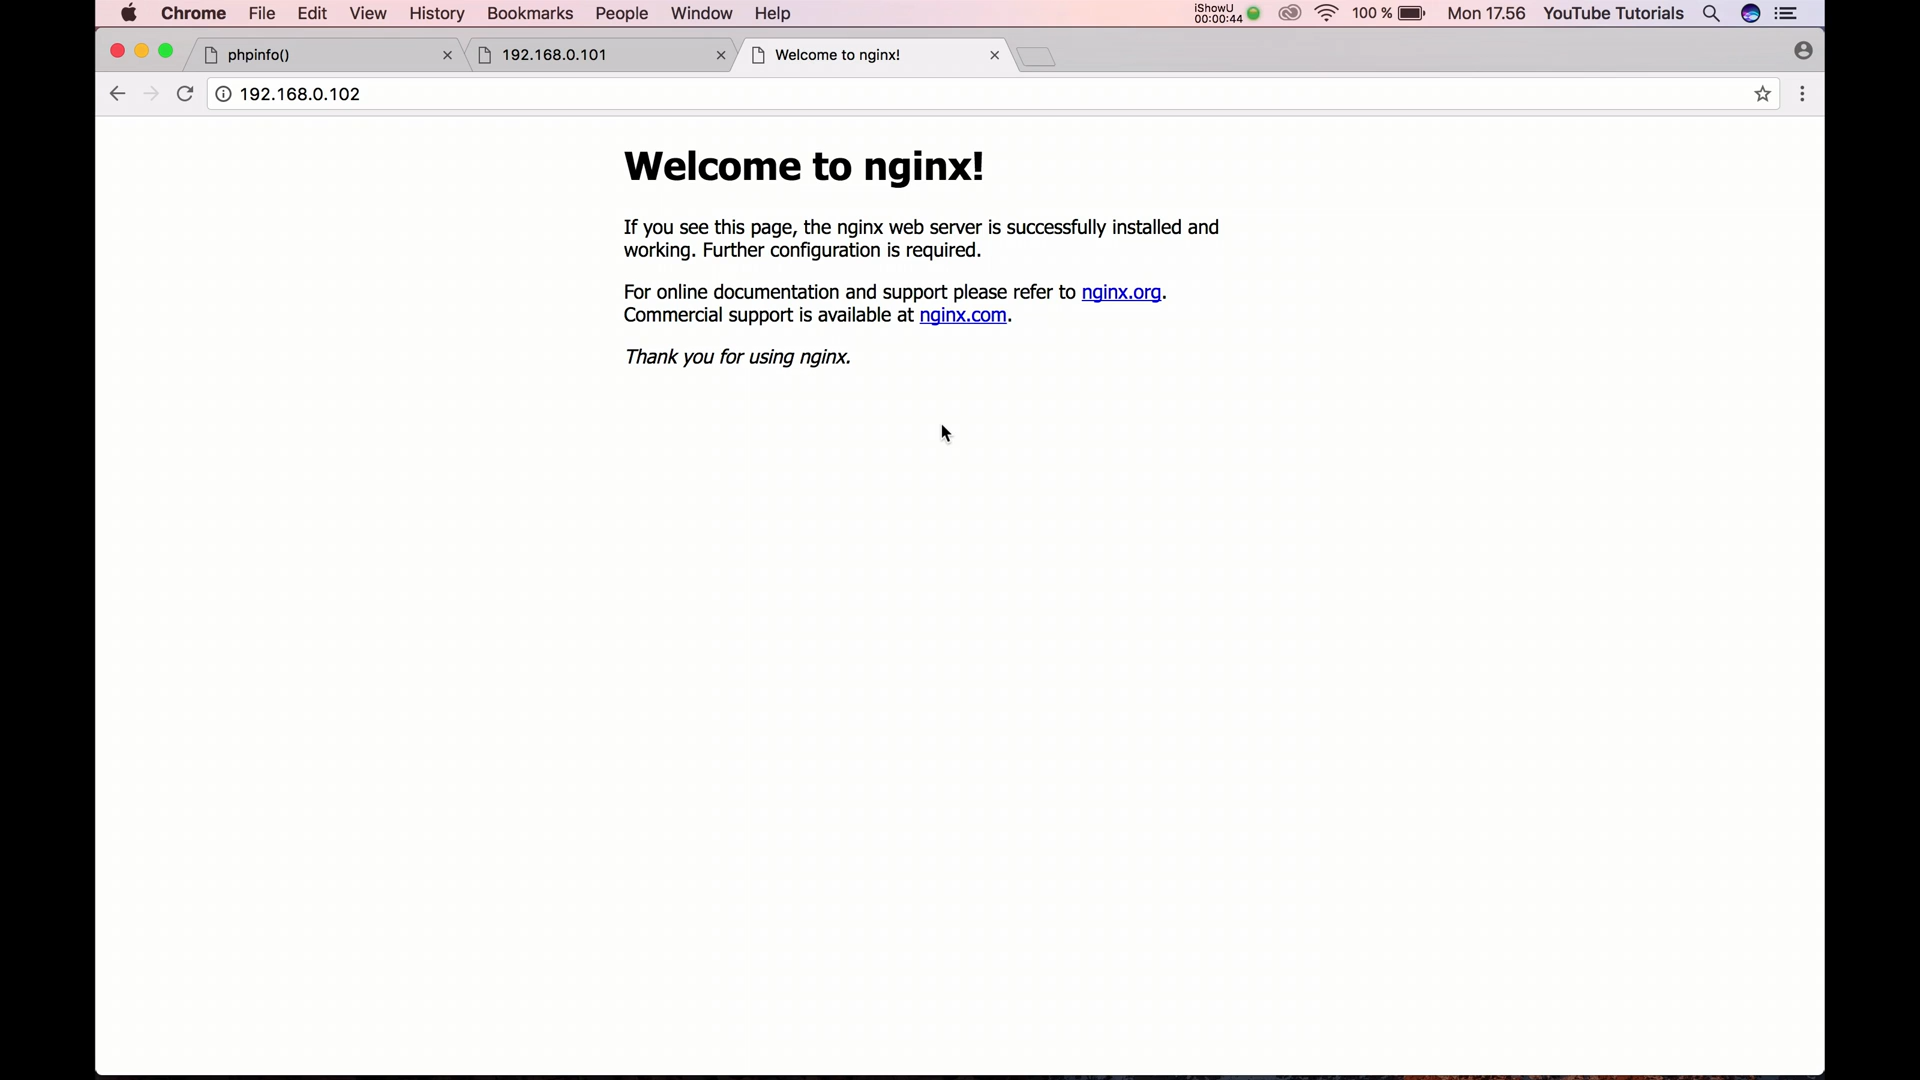 Chrome File Edit View History Bookmarks People Window Help
iShowU
00:00:44
100 % Mon 17.56 YouTube Tutorials
phpinfo() 192.168.0.101 Welcome to nginx!
192.168.0.102
Welcome to nginx!
If you see this page, the nginx web server is successfully installed and
working. Further configuration is required.
For online documentation and support please refer to nginx.org.
Commercial support is available at nginx.com.
Thank you for using nginx.